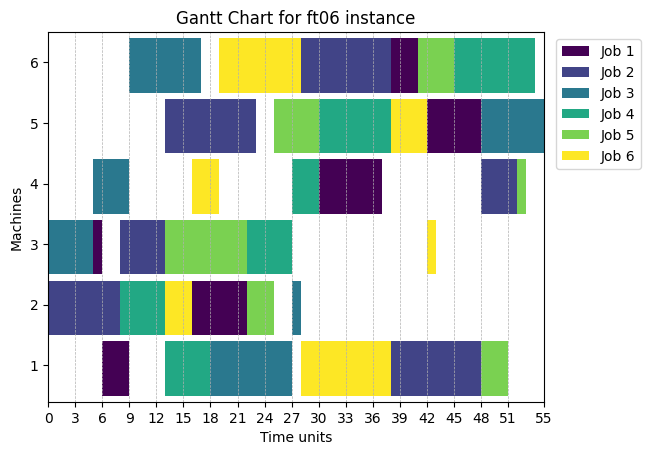 Gantt Chart for ft06 instance
Machines
6
5
4
3
2
1
0 3 6 9 12 15 18 21 24 27 30 33 36 39 42 45 48 51 55
Time units
Job 1
Job 2
Job 3
Job 4
Job 5
Job 6